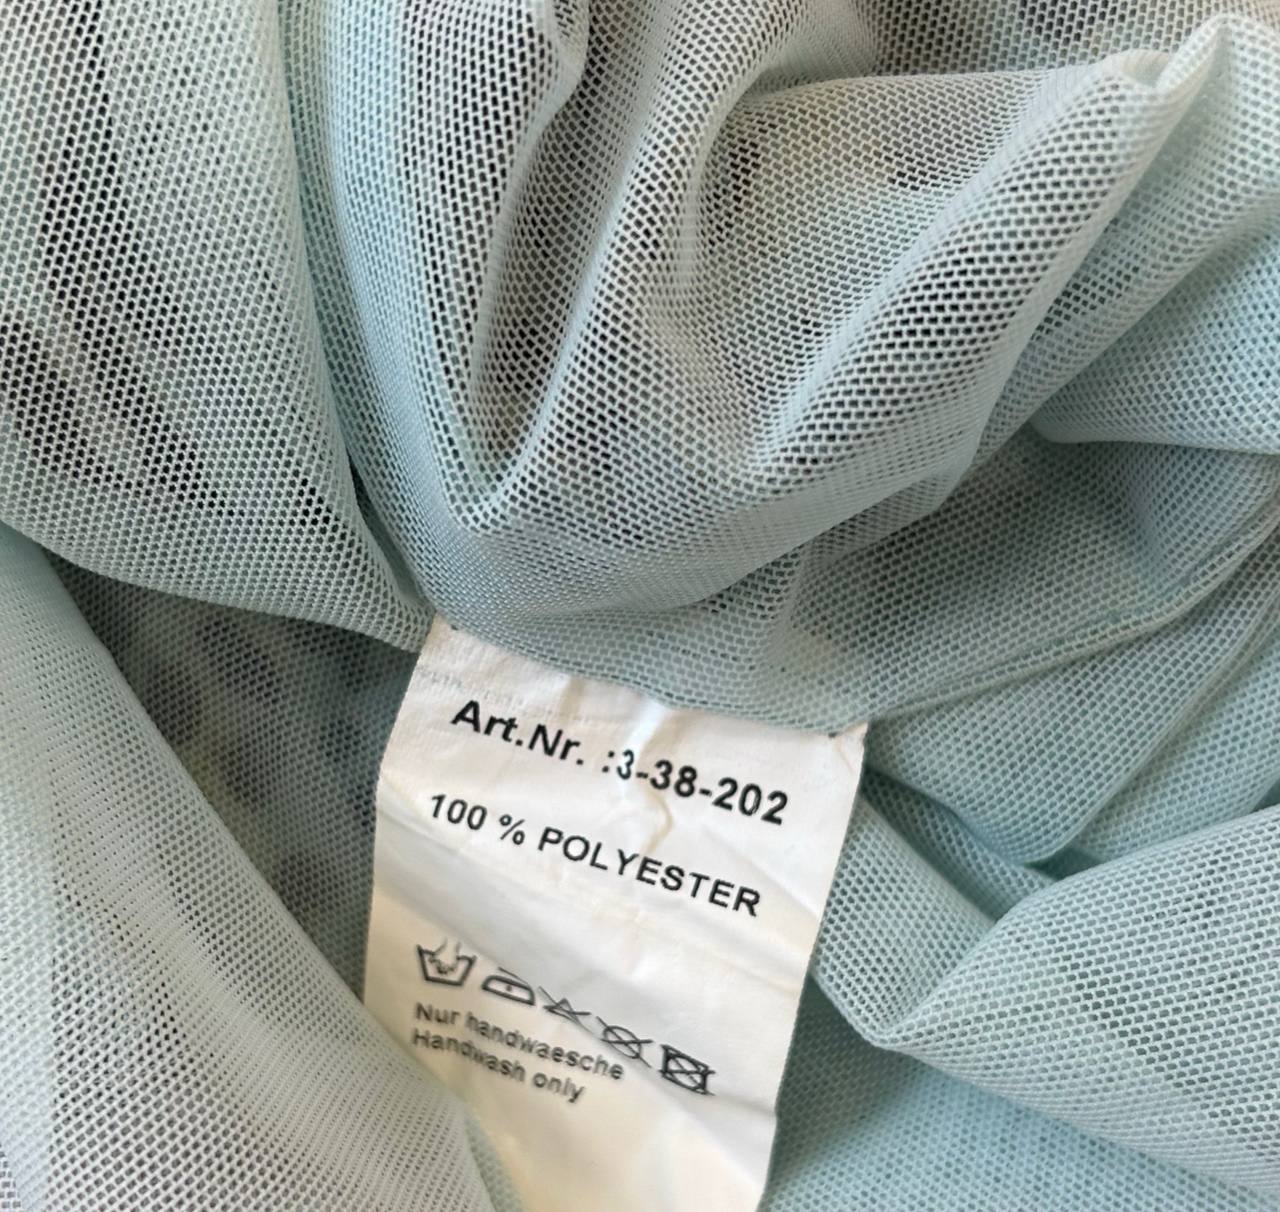 Art.Nr. :3-38-202
100 % POLYESTER
Nur handwaesche
Handwash only